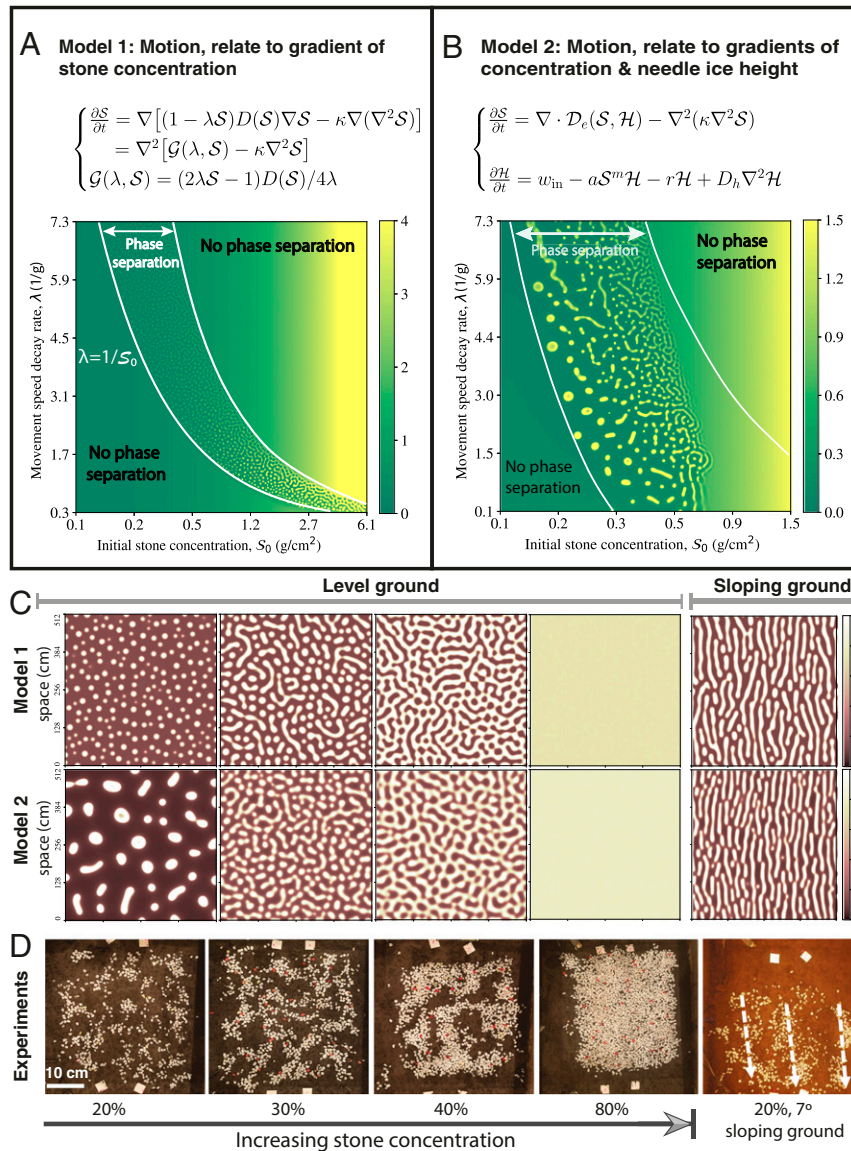 A
Model 1: Motion, relate to gradient of
stone concentration
∂S/∂t = ∇[(1 − λS)D(S)∇S − κ∇(∇²S)]
= ∇²[G(λ, S) − κ∇²S]
G(λ, S) = (2λS − 1)D(S)/4λ
Movement speed decay rate, λ (1/g)
7.3
5.9
4.5
3.1
1.7
0.3
Phase
separation
No phase separation
λ=1/S₀
No phase
separation
4
3
2
1
0
0.1 0.2 0.5 1.2 2.7 6.1
Initial stone concentration, S₀ (g/cm²)
B
Model 2: Motion, relate to gradients of
concentration & needle ice height
∂S/∂t = ∇ · Dₑ(S, H) − ∇²(κ∇²S)
∂H/∂t = w_in − aSᵐH − rH + D_h∇²H
Movement speed decay rate, λ (1/g)
7.3
5.9
4.4
3.0
1.5
0.1
Phase separation
No phase
separation
No phase
separation
1.5
1.2
0.9
0.6
0.3
0.0
0.1 0.2 0.3 0.5 0.9 1.5
Initial stone concentration, S₀ (g/cm²)
C
Level ground
Sloping ground
Model 1
space (cm)
512
384
256
128
0
Model 2
space (cm)
512
384
256
128
0
D
Experiments
10 cm
20% 30% 40% 80% 20%, 7º
Increasing stone concentration
sloping ground